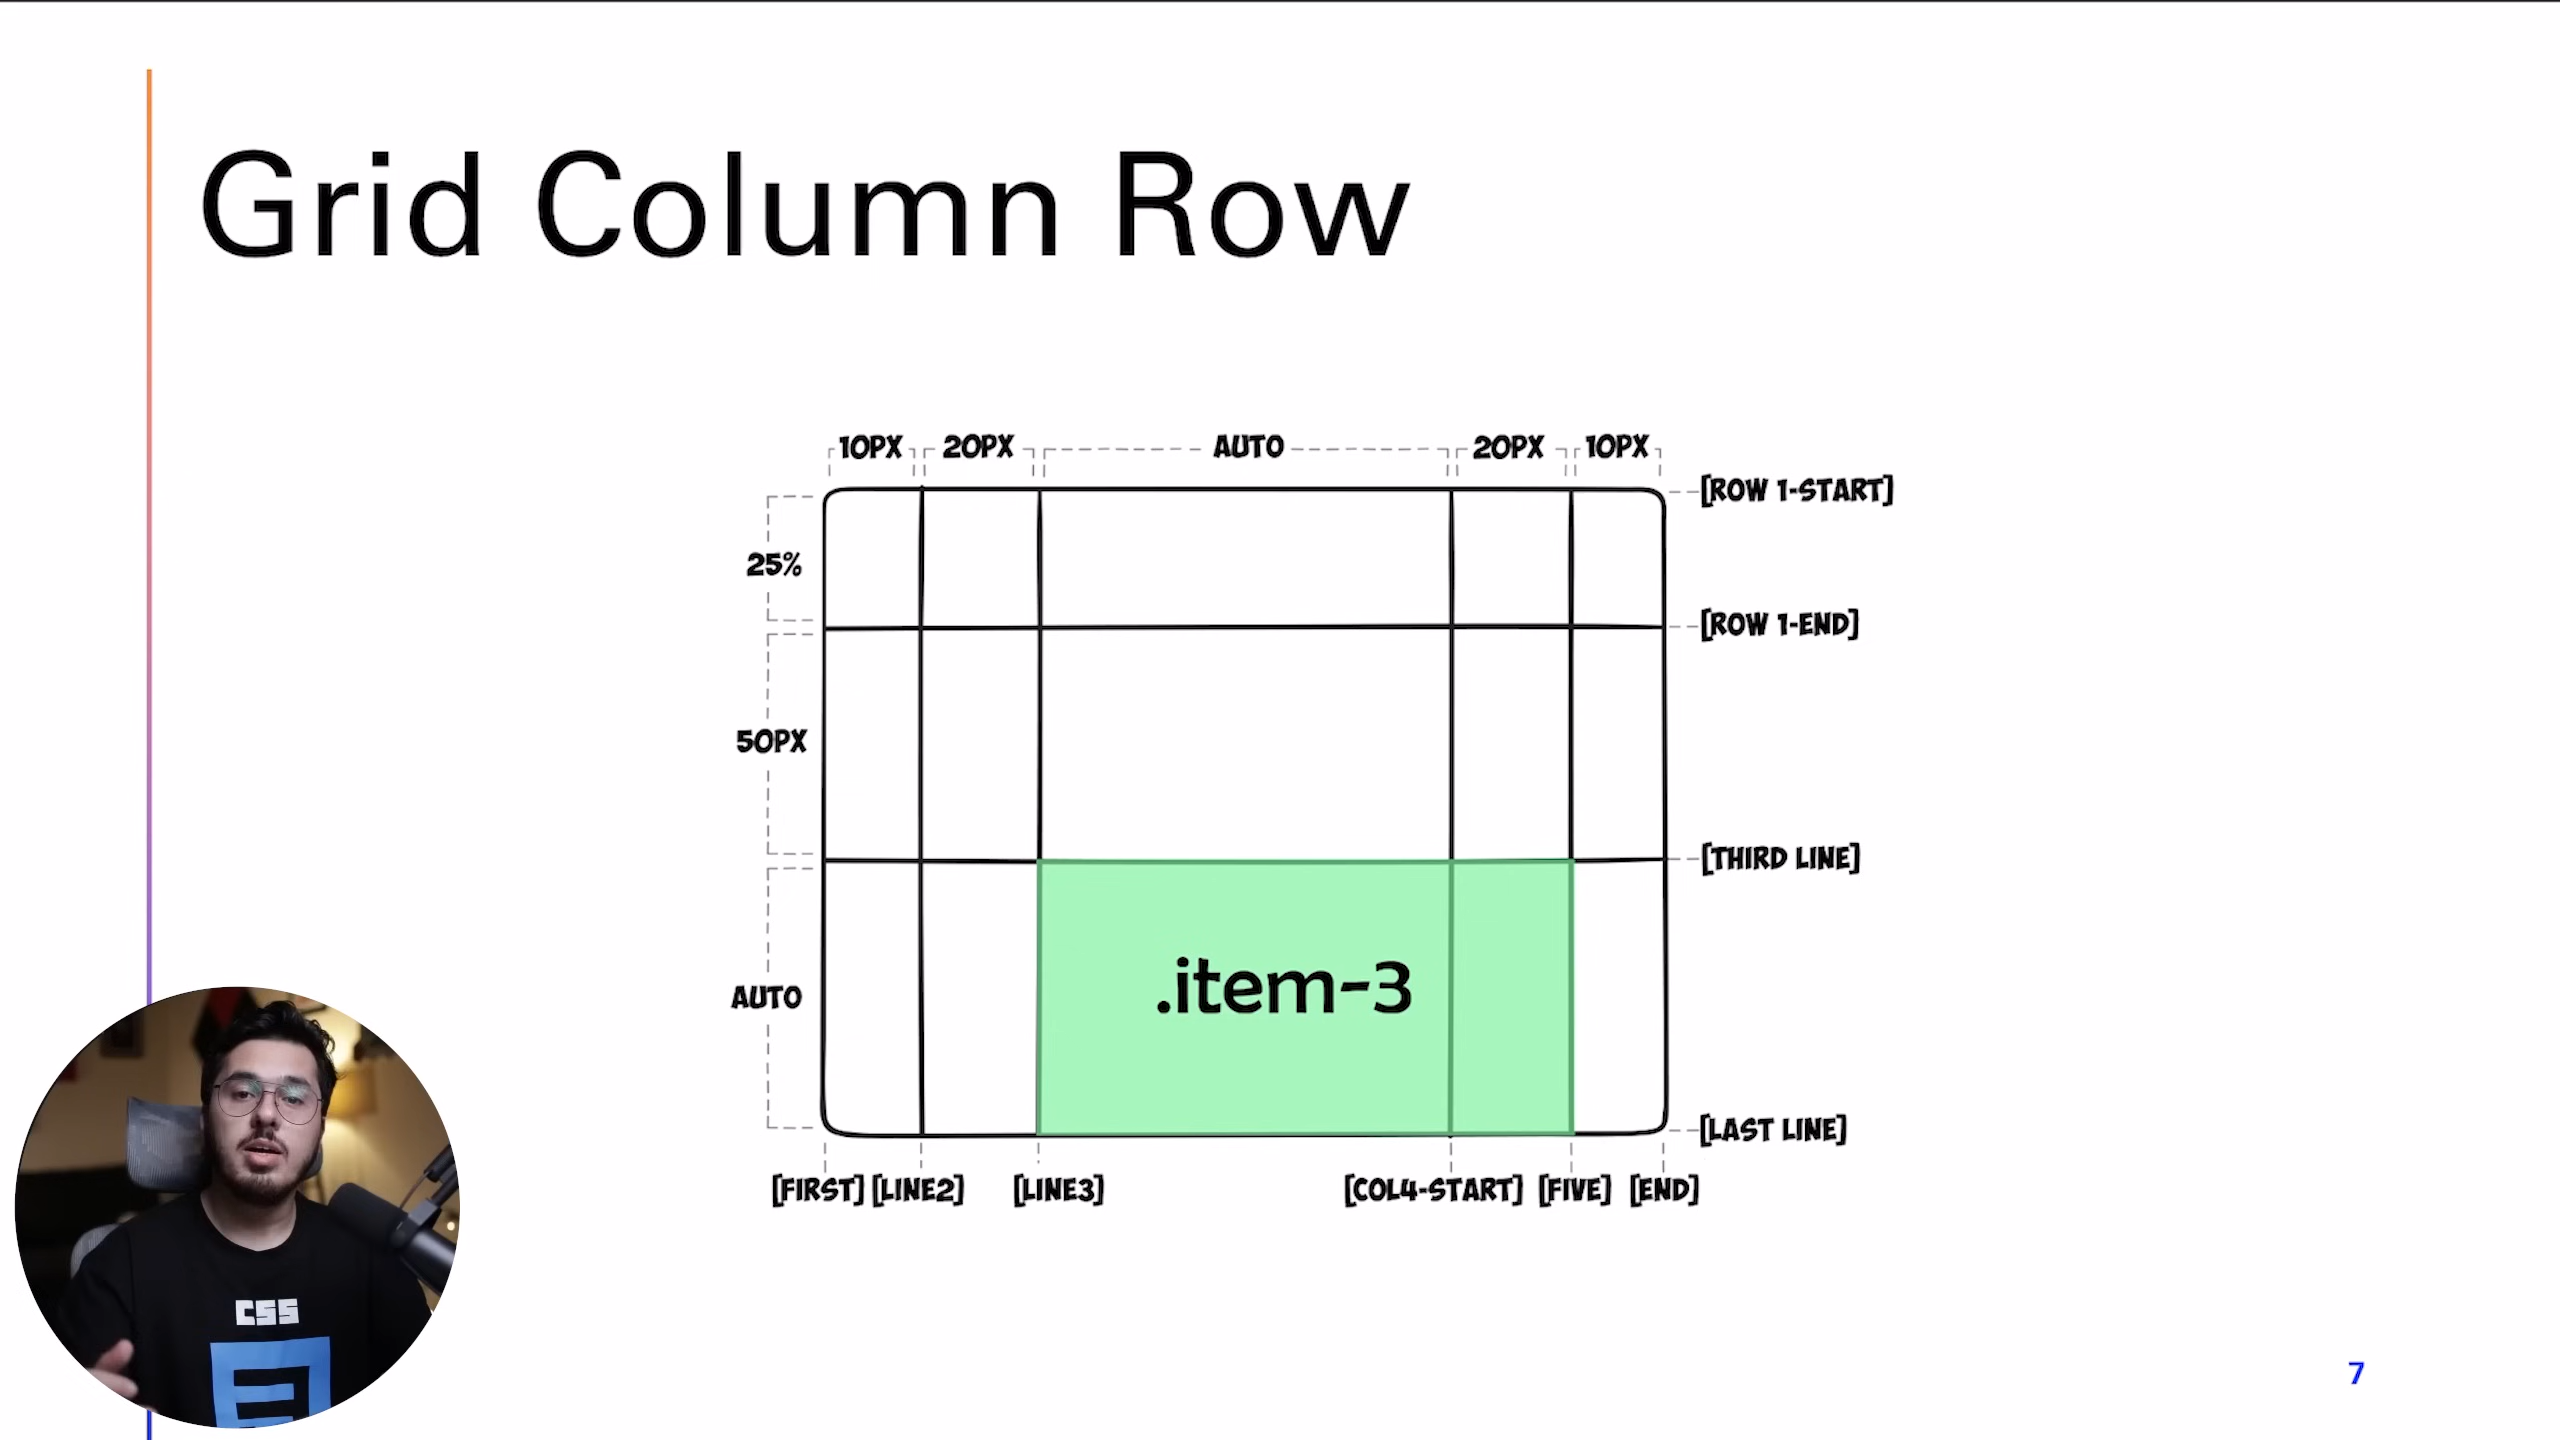 Grid Column Row
10PX 20PX AUTO 20PX 10PX
[ROW 1-START]
25%
[ROW 1-END]
50PX
[THIRD LINE]
.item-3
AUTO
[LAST LINE]
[FIRST] [LINE2] [LINE3] [COL4-START] [FIVE] [END]
CSS
7